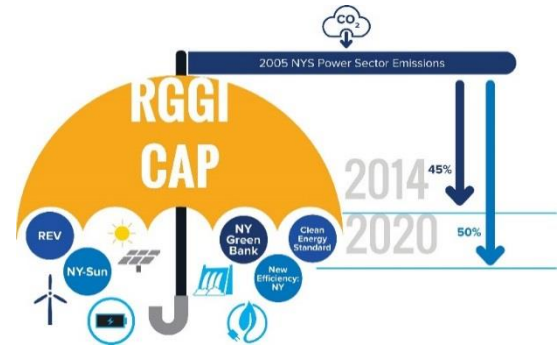 CO2
2005 NYS Power Sector Emissions
RGGI
CAP
2014
45%
2020
50%
REV
NY-Sun
NY
Green
Bank
Clean
Energy
Standard
New
Efficiency:
NY